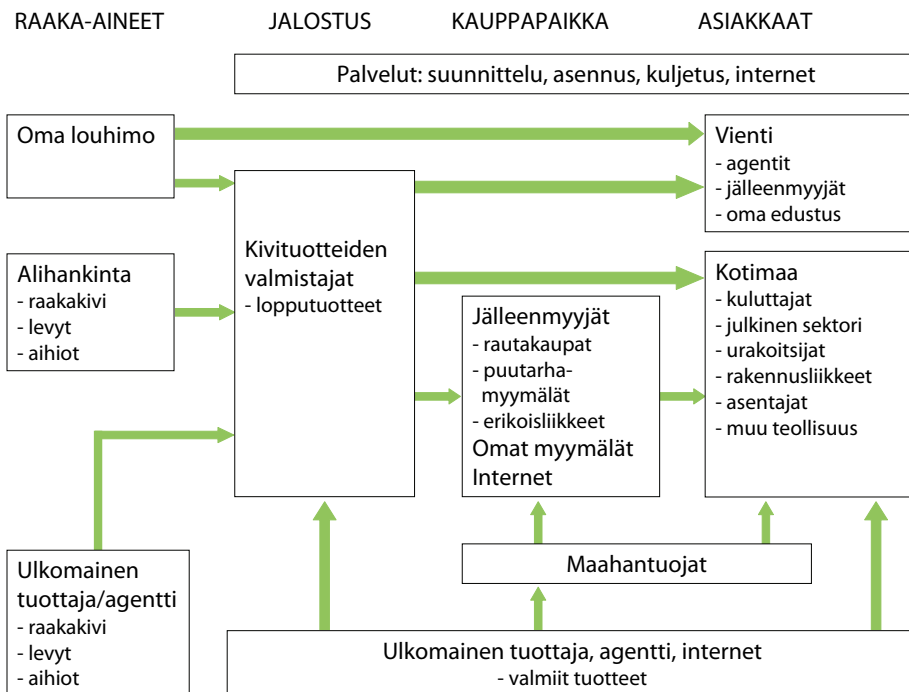 RAAKA-AINEET
JALOSTUS
KAUPPAPAIKKA
ASIAKKAAT
Palvelut: suunnittelu, asennus, kuljetus, internet
Oma louhimo
Vienti
- agentit
- jälleenmyyjät
- oma edustus
Alihankinta
- raakakivi
- levyt
- aihiot
Kivituotteiden
valmistajat
- lopputuotteet
Jälleenmyyjät
- rautakaupat
- puutarha-
myymälät
- erikoisliikkeet
Omat myymälät
Internet
Kotimaa
- kuluttajat
- julkinen sektori
- urakoitsijat
- rakennusliikkeet
- asentajat
- muu teollisuus
Maahantuojat
Ulkomainen
tuottaja/agentti
- raakakivi
- levyt
- aihiot
Ulkomainen tuottaja, agentti, internet
- valmiit tuotteet